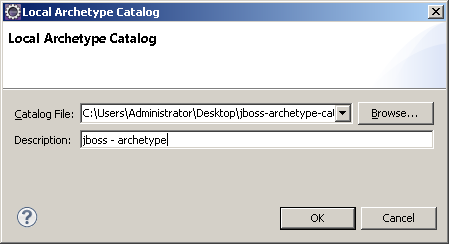 Local Archetype Catalog
Local Archetype Catalog
Catalog File: C:\Users\Administrator\Desktop\jboss-archetype-cal Browse...
Description: jboss - archetype
? OK Cancel